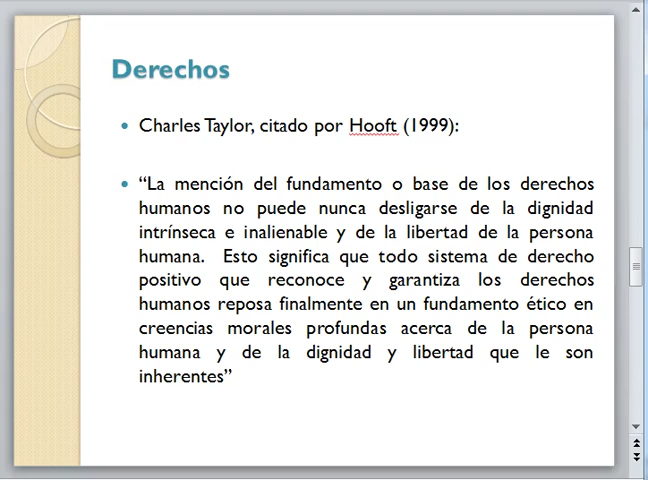 Derechos
• Charles Taylor, citado por Hooft (1999):
• “La mención del fundamento o base de los derechos
humanos no puede nunca desligarse de la dignidad
intrínseca e inalienable y de la libertad de la persona
humana. Esto significa que todo sistema de derecho
positivo que reconoce y garantiza los derechos
humanos reposa finalmente en un fundamento ético en
creencias morales profundas acerca de la persona
humana y de la dignidad y libertad que le son
inherentes”